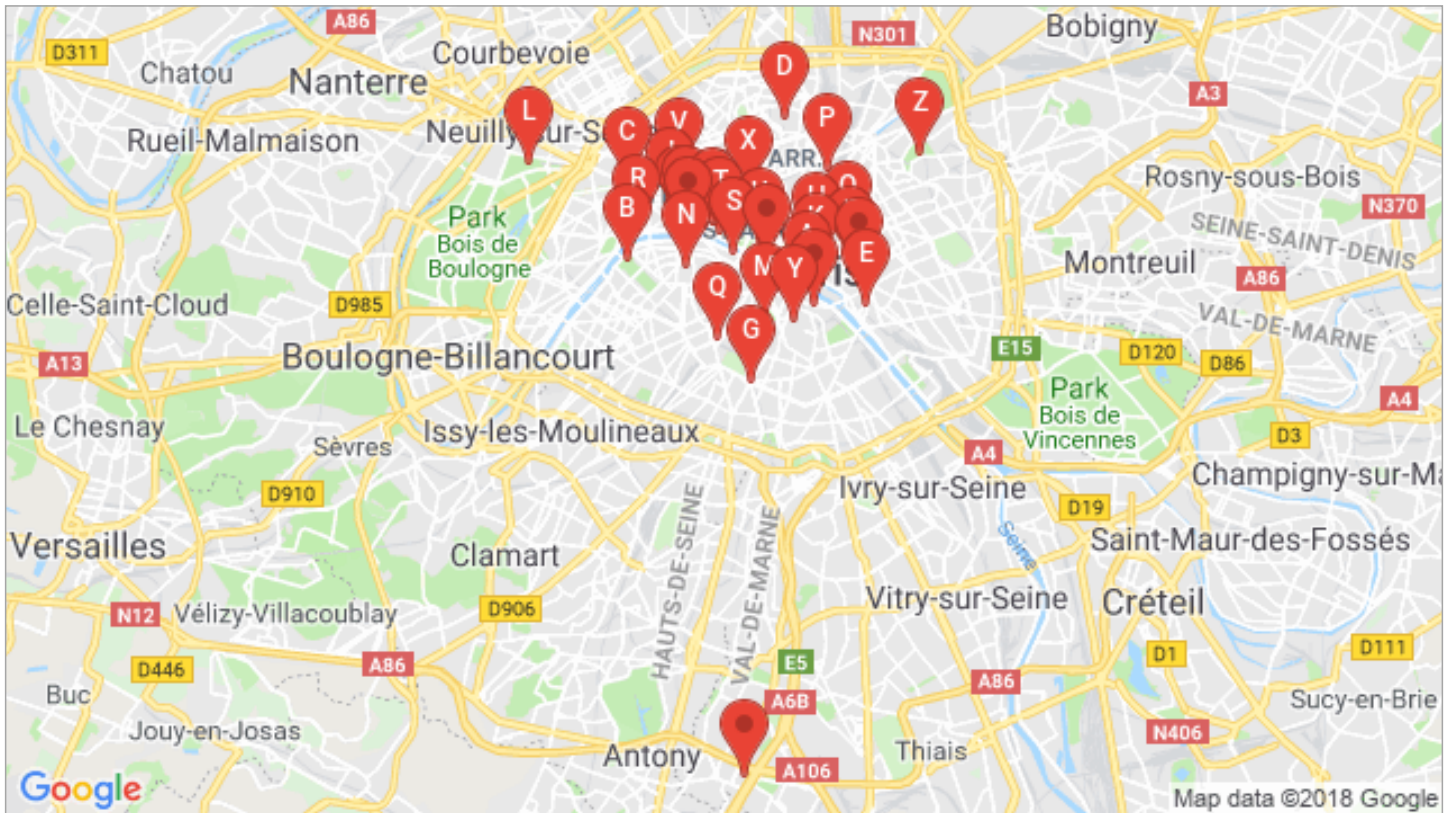 A86
N301
Bobigny
D311
Courbevoie
Chatou
Nanterre
D
A3
L
C
V
P
Z
Neuilly-sur-S
X
Rueil-Malmaison
ARR.
R
T
Rosny-sous-Bois
B
N
S
N370
Park
Bois de
Boulogne
SEINE-SAINT-DENIS
M
Y
E
Montreuil
A86
Celle-Saint-Cloud
D985
Q
VAL-DE-MARNE
G
A13
Boulogne-Billancourt
E15
D120
D86
Park
Bois de
Vincennes
A4
Le Chesnay
Sèvres
Issy-les-Moulineaux
A4
D3
Champigny-sur-Ma
D910
Ivry-sur-Seine
D19
Versailles
Clamart
HAUTS-DE-SEINE
VAL-DE-MARNE
Seine
Saint-Maur-des-Fossés
N12
Vélizy-Villacoublay
D906
Vitry-sur-Seine
Créteil
D446
A86
E5
A86
D1
D111
Buc
A6B
Sucy-en-Brie
Jouy-en-Josas
Antony
Thiais
N406
A106
Google
Map data ©2018 Google